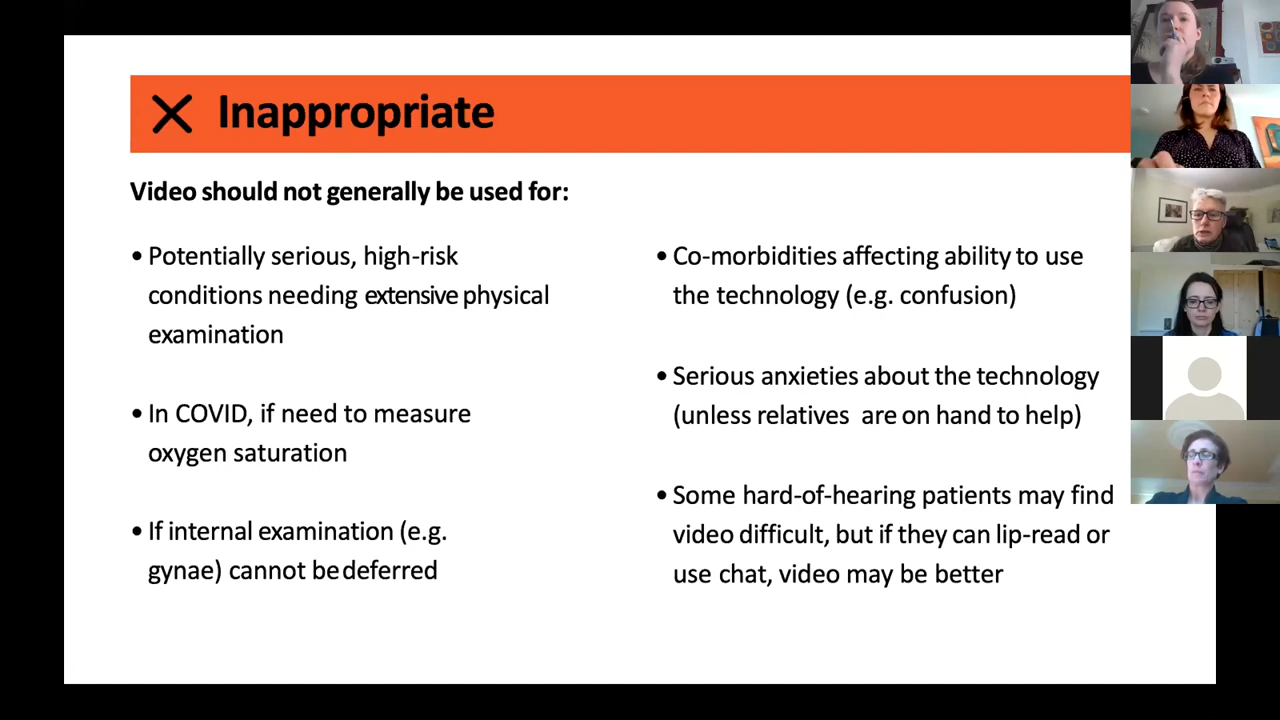 Inappropriate
Video should not generally be used for:
• Potentially serious, high-risk
conditions needing extensive physical
examination
• In COVID, if need to measure
oxygen saturation
• If internal examination (e.g.
gynae) cannot be deferred
• Co-morbidities affecting ability to use
the technology (e.g. confusion)
• Serious anxieties about the technology
(unless relatives are on hand to help)
• Some hard-of-hearing patients may find
video difficult, but if they can lip-read or
use chat, video may be better